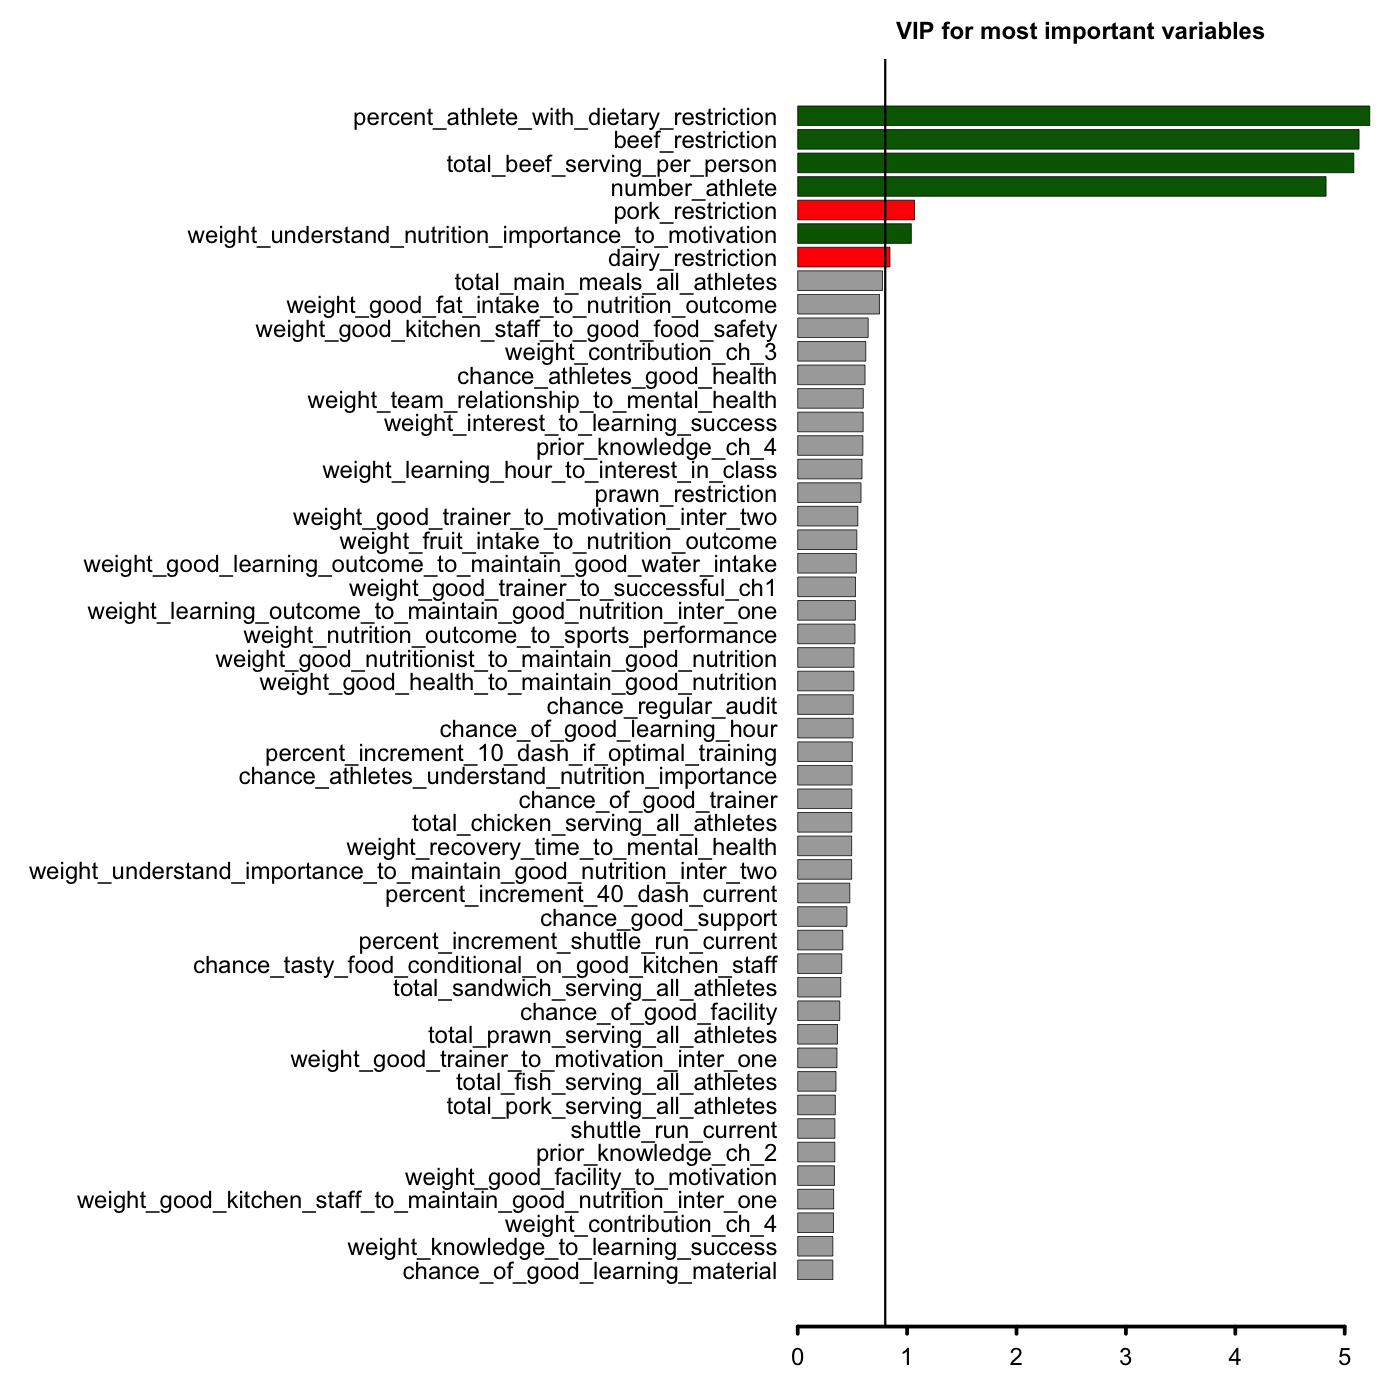 VIP for most important variables
percent_athlete_with_dietary_restriction
beef_restriction
total_beef_serving_per_person
number_athlete
pork_restriction
weight_understand_nutrition_importance_to_motivation
dairy_restriction
total_main_meals_all_athletes
weight_good_fat_intake_to_nutrition_outcome
weight_good_kitchen_staff_to_good_food_safety
weight_contribution_ch_3
chance_athletes_good_health
weight_team_relationship_to_mental_health
weight_interest_to_learning_success
prior_knowledge_ch_4
weight_learning_hour_to_interest_in_class
prawn_restriction
weight_good_trainer_to_motivation_inter_two
weight_fruit_intake_to_nutrition_outcome
weight_good_learning_outcome_to_maintain_good_water_intake
weight_good_trainer_to_successful_ch1
weight_learning_outcome_to_maintain_good_nutrition_inter_one
weight_nutrition_outcome_to_sports_performance
weight_good_nutritionist_to_maintain_good_nutrition
weight_good_health_to_maintain_good_nutrition
chance_regular_audit
chance_of_good_learning_hour
percent_increment_10_dash_if_optimal_training
chance_athletes_understand_nutrition_importance
chance_of_good_trainer
total_chicken_serving_all_athletes
weight_recovery_time_to_mental_health
weight_understand_importance_to_maintain_good_nutrition_inter_two
percent_increment_40_dash_current
chance_good_support
percent_increment_shuttle_run_current
chance_tasty_food_conditional_on_good_kitchen_staff
total_sandwich_serving_all_athletes
chance_of_good_facility
total_prawn_serving_all_athletes
weight_good_trainer_to_motivation_inter_one
total_fish_serving_all_athletes
total_pork_serving_all_athletes
shuttle_run_current
prior_knowledge_ch_2
weight_good_facility_to_motivation
weight_good_kitchen_staff_to_maintain_good_nutrition_inter_one
weight_contribution_ch_4
weight_knowledge_to_learning_success
chance_of_good_learning_material
0 1 2 3 4 5